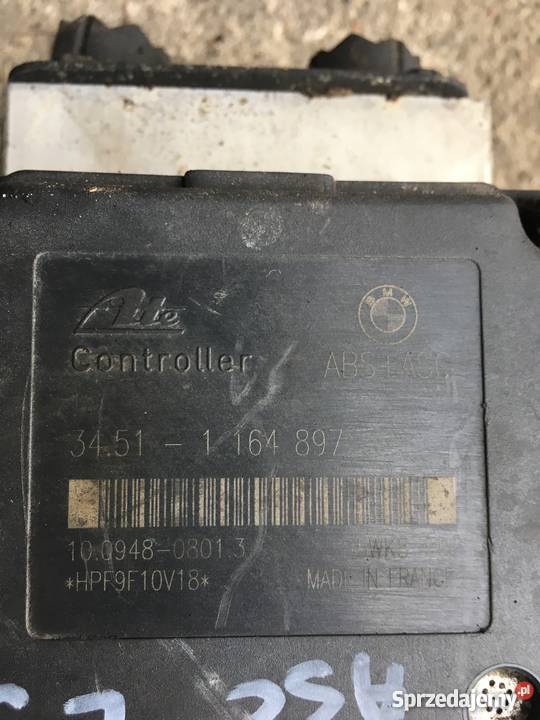 Ate
BMW
Controller
ABS / ASC
34.51 - 1 164 897
10.0948-0801.3
*HPF9F10V18* MADE IN FRANCE
ASC
Sprzedajemy.pl